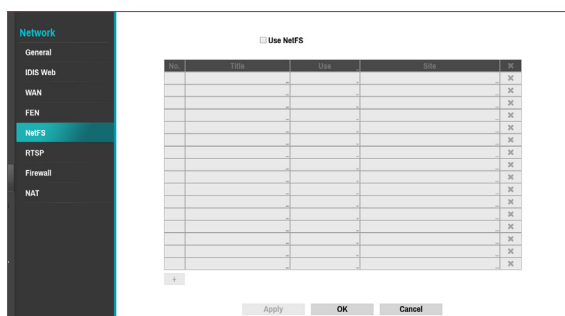 Network
General
IDIS Web
WAN
FEN
NetFS
RTSP
Firewall
NAT
Use NetFS
No. Title Use Site
+
Apply OK Cancel